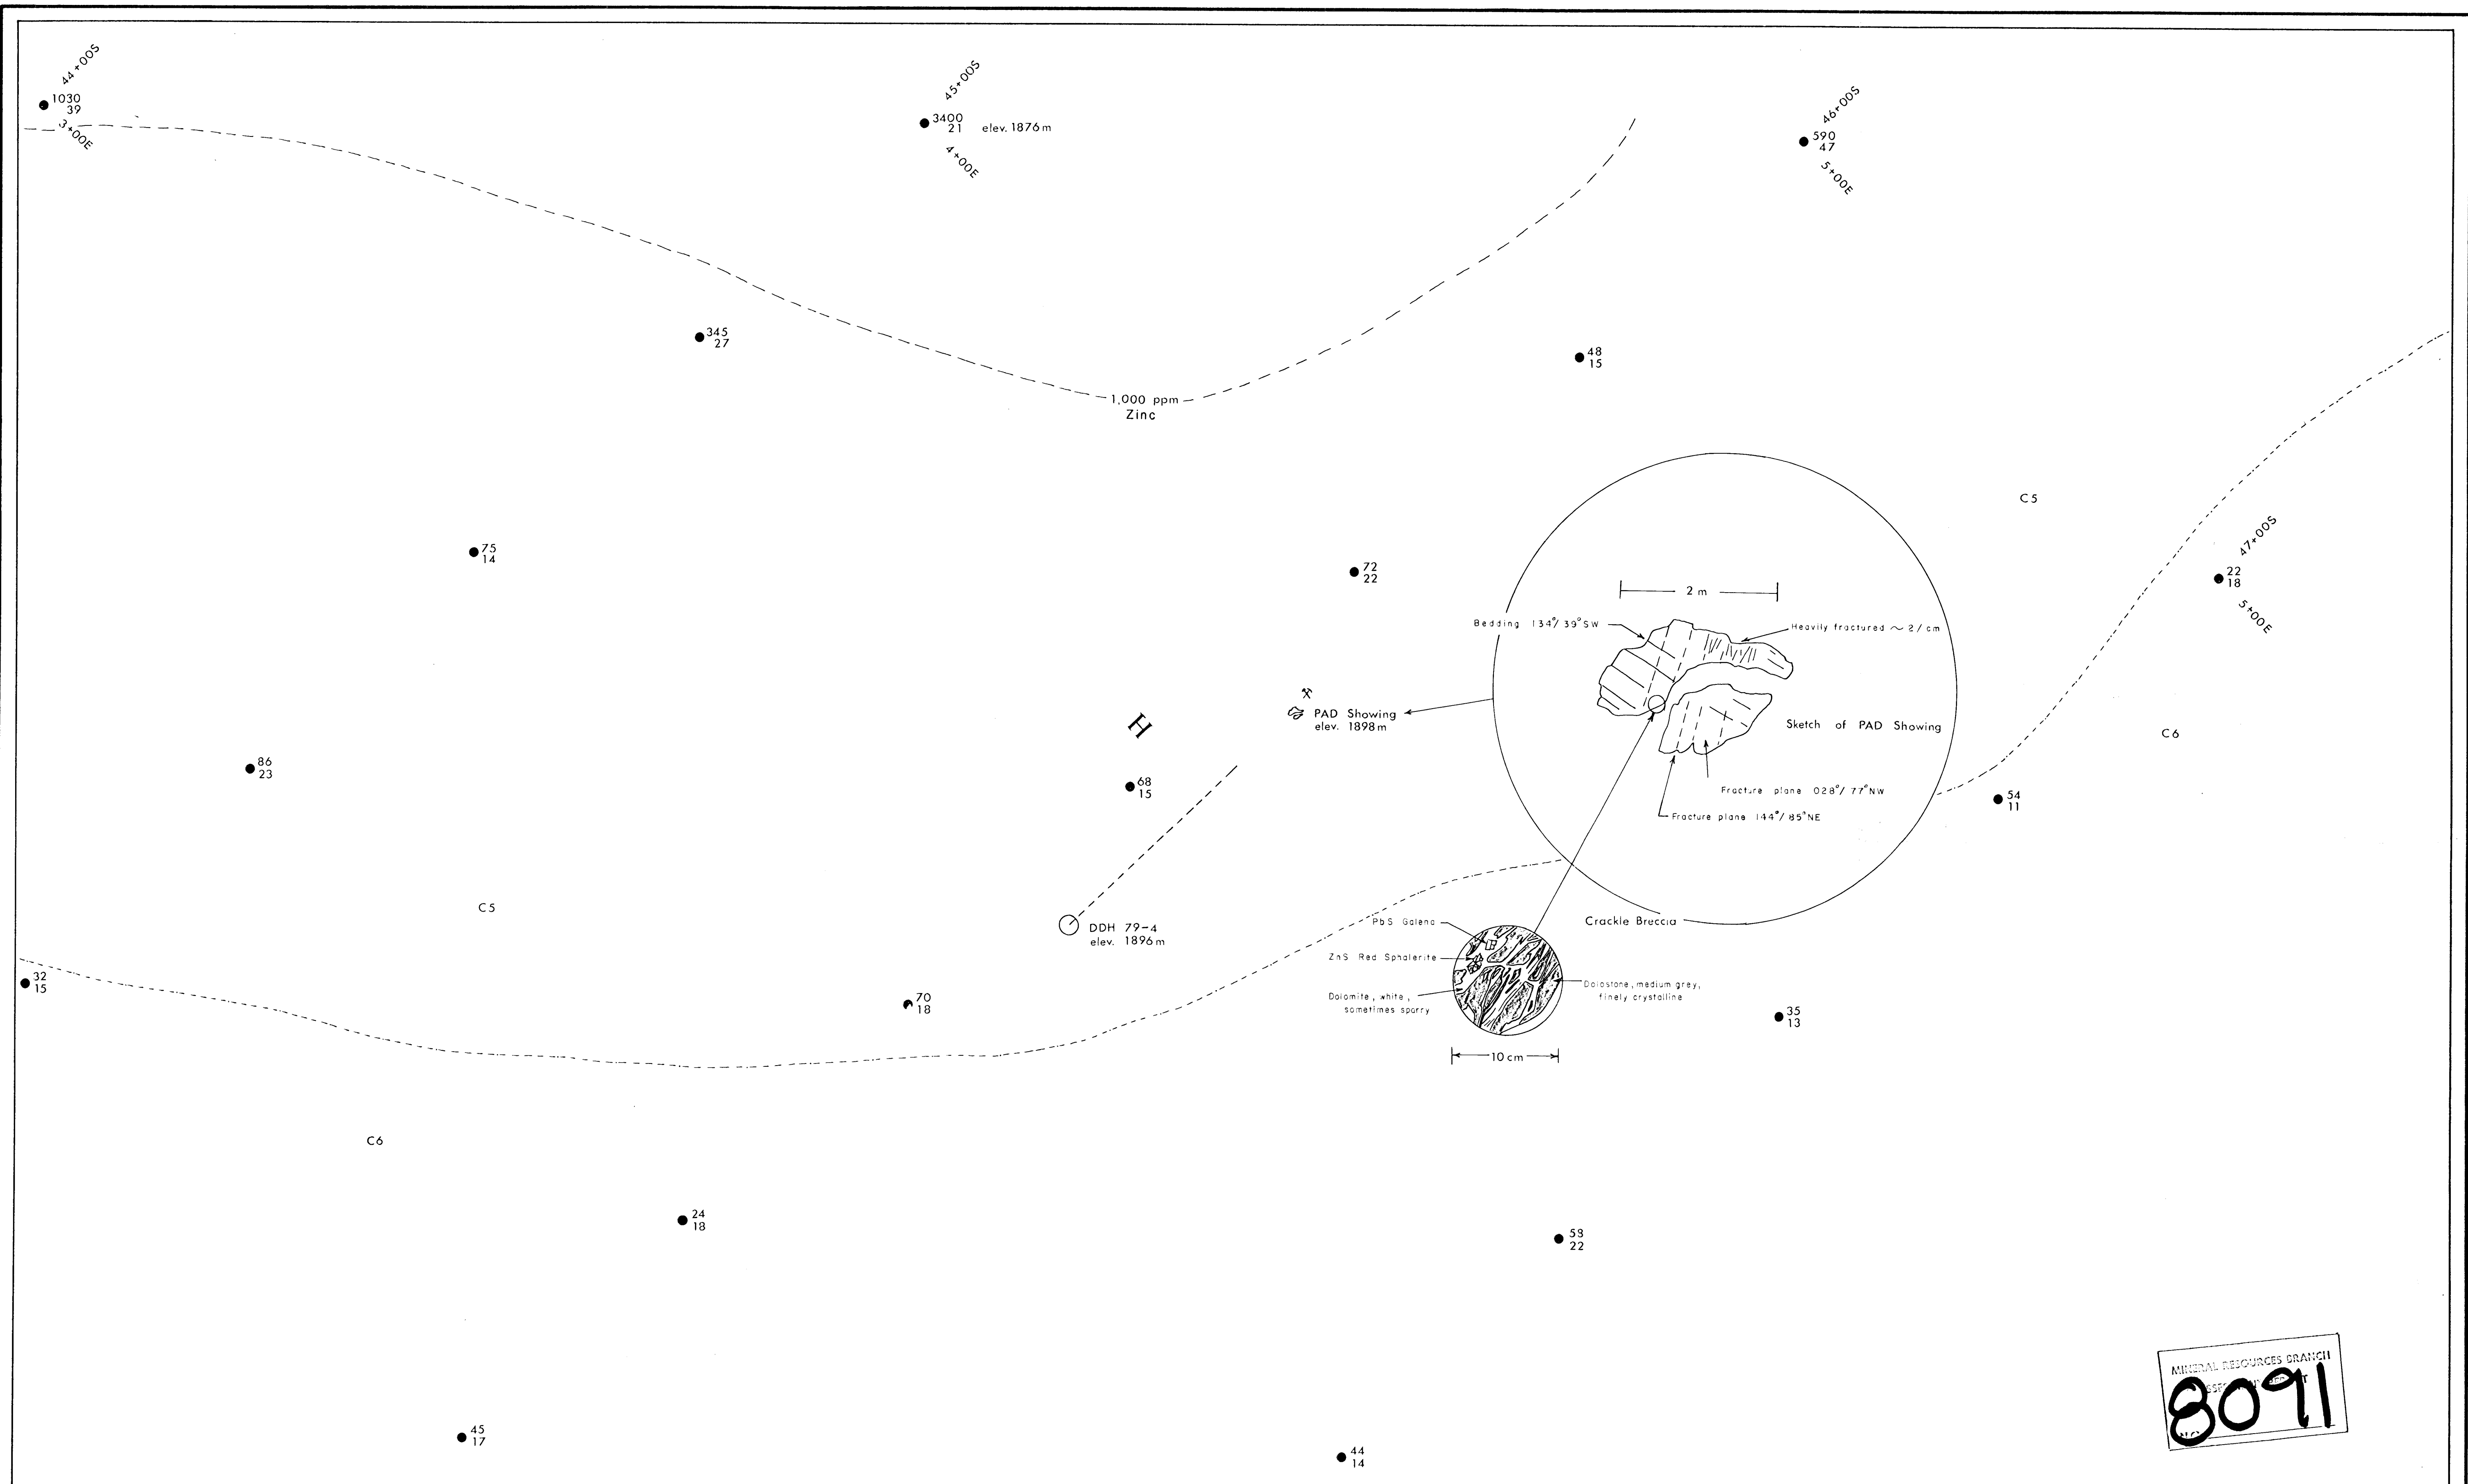 44+00S
1030
39
3+00E
45+00S
3400
21 elev. 1876m
4+00E
46+00S
590
47
5+00E
345
27
48
15
1,000 ppm
Zinc
C5
75
14
72
22
47+00S
22
18
5+00E
2 m
Bedding 134°/39°SW
Heavily fractured ~ 2/cm
PAD Showing
elev. 1898m
Sketch of PAD Showing
C6
H
86
23
68
15
Fracture plane 028°/77°NW
Fracture plane 144°/85°NE
54
11
C5
DDH 79-4
elev. 1896m
PbS Galena
Crackle Breccia
ZnS Red Sphalerite
Dolomite, white,
sometimes sparry
Dolostone, medium grey,
finely crystalline
10 cm
32
15
70
18
35
13
C6
24
18
53
22
45
17
44
14
MINERAL RESOURCES BRANCH
8091